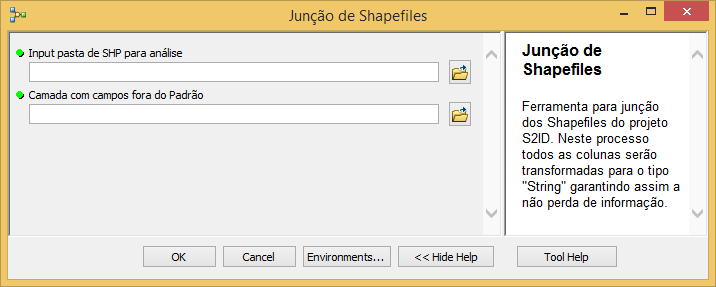 Junção de Shapefiles
Input pasta de SHP para análise
Camada com campos fora do Padrão
Junção de
Shapefiles
Ferramenta para junção
dos Shapefiles do projeto
S2ID. Neste processo
todos as colunas serão
transformadas para o tipo
"String" garantindo assim a
não perda de informação.
OK
Cancel
Environments...
<< Hide Help
Tool Help